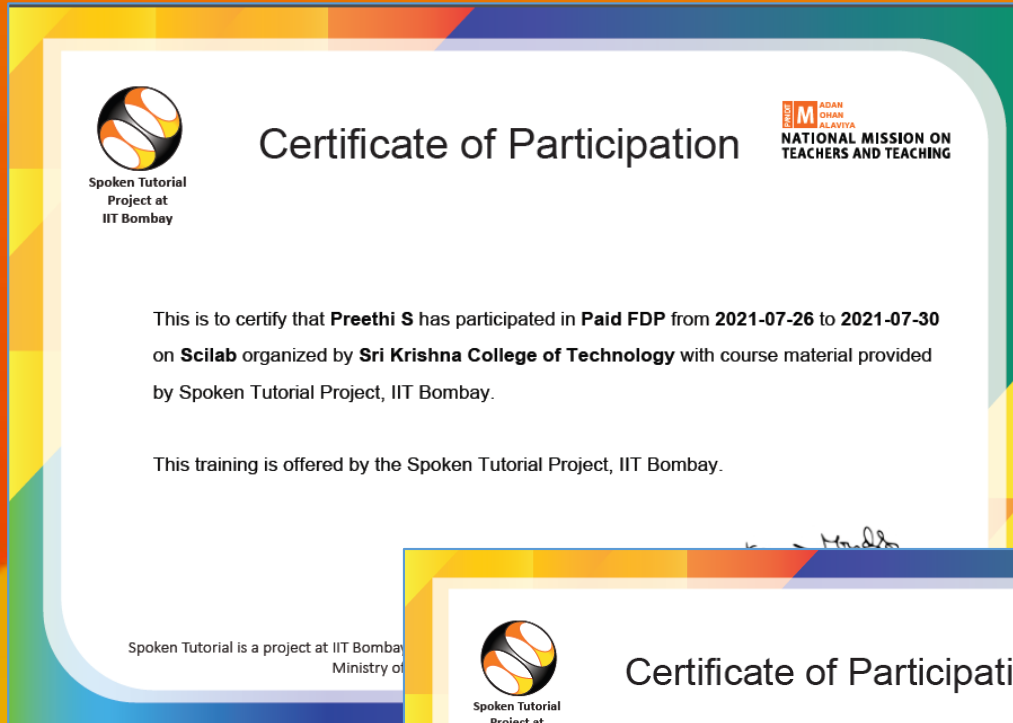 Spoken Tutorial
Project at
IIT Bombay
Certificate of Participation
PANDIT
MADAN
MOHAN
MALAVIYA
NATIONAL MISSION ON
TEACHERS AND TEACHING
This is to certify that Preethi S has participated in Paid FDP from 2021-07-26 to 2021-07-30
on Scilab organized by Sri Krishna College of Technology with course material provided
by Spoken Tutorial Project, IIT Bombay.
This training is offered by the Spoken Tutorial Project, IIT Bombay.
Spoken Tutorial is a project at IIT Bombay
Ministry of
Spoken Tutorial
Project at
Certificate of Participati